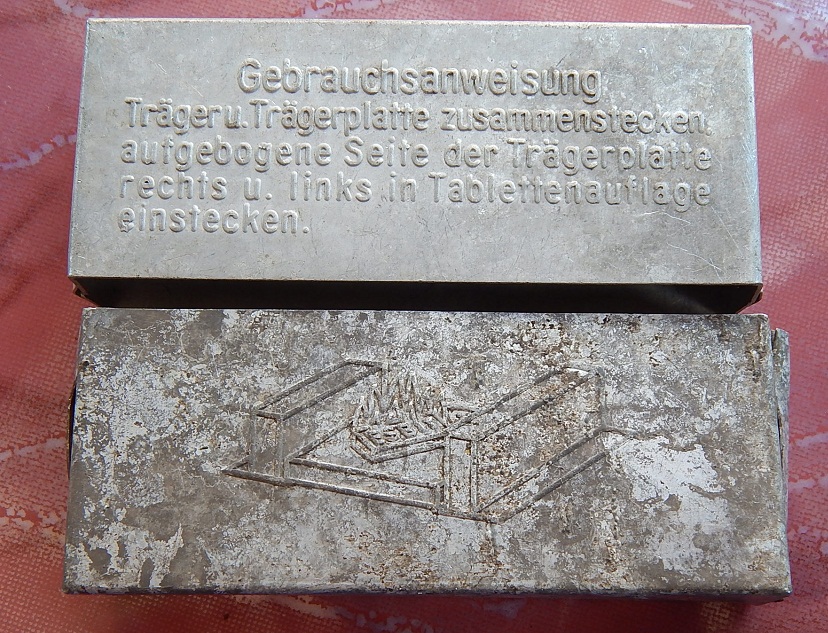 Gebrauchsanweisung
Träger u. Trägerplatte zusammenstecken,
aufgebogene Seite der Trägerplatte
rechts u. links in Tablettenauflage
einstecken.